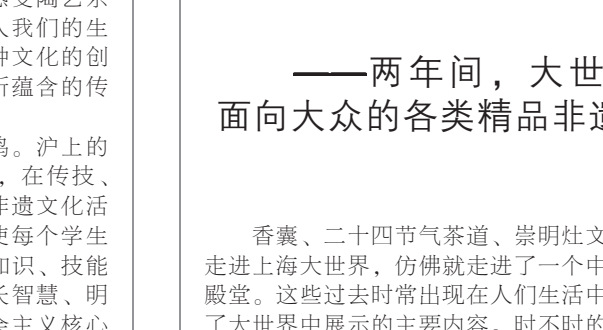 人我们的生
种文化的创
所蕴含的传
鸣。沪上的
，在传技、
非遗文化活
使每个学生
知识、技能
长智慧、明
会主义核心
——两年间，大世
面向大众的各类精品非遗
香囊、二十四节气茶道、崇明灶文
走进上海大世界，仿佛就走进了一个中
殿堂。这些过去时常出现在人们生活中
了大世界中展示的主要内容。时不时的